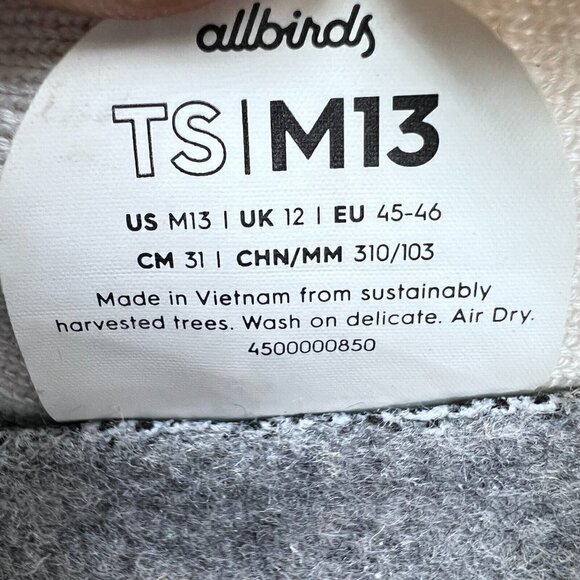 allbirds
TS | M13
US M13 | UK 12 | EU 45-46
CM 31 | CHN/MM 310/103
Made in Vietnam from sustainably
harvested trees. Wash on delicate. Air Dry.
4500000850